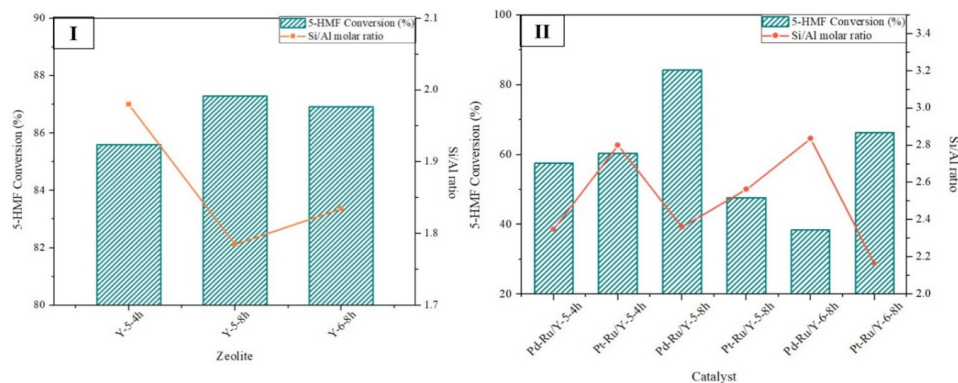 I
5-HMF Conversion (%)
Si/Al molar ratio
90
88
86
84
82
80
5-HMF Conversion (%)
2.1
2.0
1.9
1.8
1.7
Si/Al ratio
Y-5-4h
Y-5-8h
Y-6-8h
Zeolite
II
5-HMF Conversion (%)
Si/Al molar ratio
100
80
60
40
20
5-HMF Conversion (%)
3.4
3.2
3.0
2.8
2.6
2.4
2.2
2.0
Si/Al ratio
Pd-Ru/Y-5-4h
Pt-Ru/Y-5-4h
Pd-Ru/Y-5-8h
Pt-Ru/Y-5-8h
Pd-Ru/Y-6-8h
Pt-Ru/Y-6-8h
Catalyst